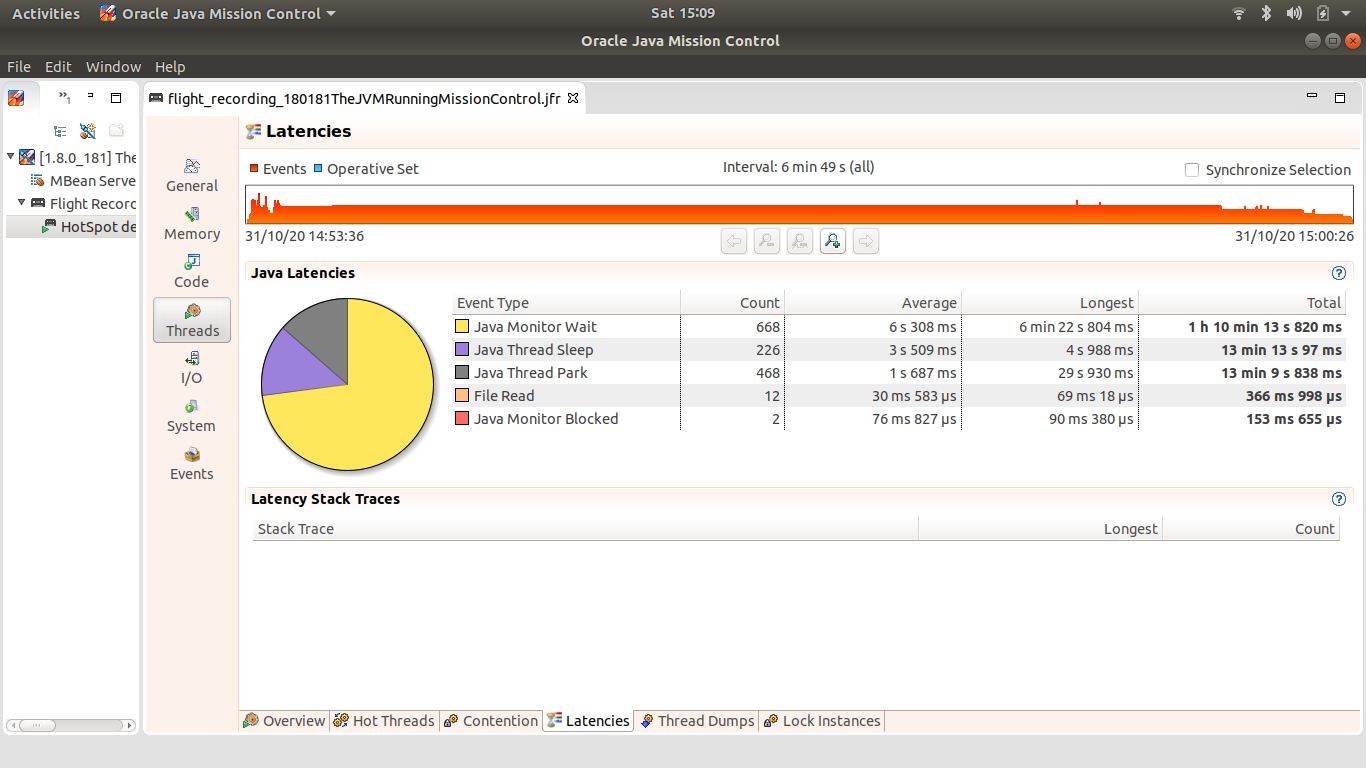 Activities Oracle Java Mission Control Sat 15:09
Oracle Java Mission Control
File Edit Window Help
»1
flight_recording_180181TheJVMRunningMissionControl.jfr
[1.8.0_181] The
MBean Serve
Flight Record
HotSpot de
General
Memory
Code
Threads
I/O
System
Events
Latencies
Events Operative Set Interval: 6 min 49 s (all) Synchronize Selection
31/10/20 14:53:36 31/10/20 15:00:26
Java Latencies
Event Type Count Average Longest Total
Java Monitor Wait 668 6 s 308 ms 6 min 22 s 804 ms 1 h 10 min 13 s 820 ms
Java Thread Sleep 226 3 s 509 ms 4 s 988 ms 13 min 13 s 97 ms
Java Thread Park 468 1 s 687 ms 29 s 930 ms 13 min 9 s 838 ms
File Read 12 30 ms 583 µs 69 ms 18 µs 366 ms 998 µs
Java Monitor Blocked 2 76 ms 827 µs 90 ms 380 µs 153 ms 655 µs
Latency Stack Traces
Stack Trace Longest Count
Overview Hot Threads Contention Latencies Thread Dumps Lock Instances